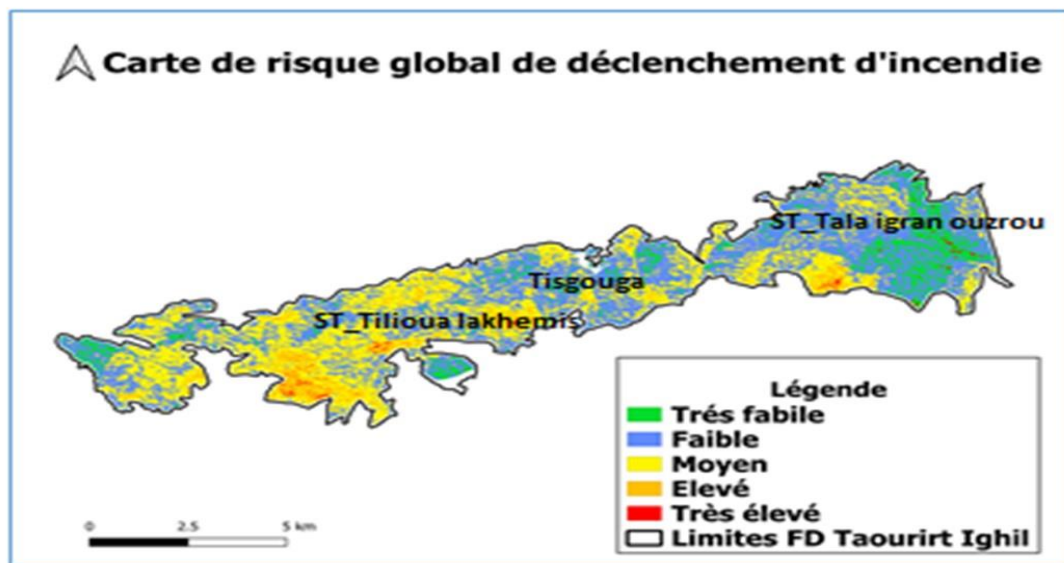 Carte de risque global de déclenchement d'incendie
ST_Tala igran ouzrou
Tisgouga
ST_Tilioua lakhemis
Légende
Trés fabile
Faible
Moyen
Elevé
Très élevé
Limites FD Taourirt Ighil
0 2.5 5 km